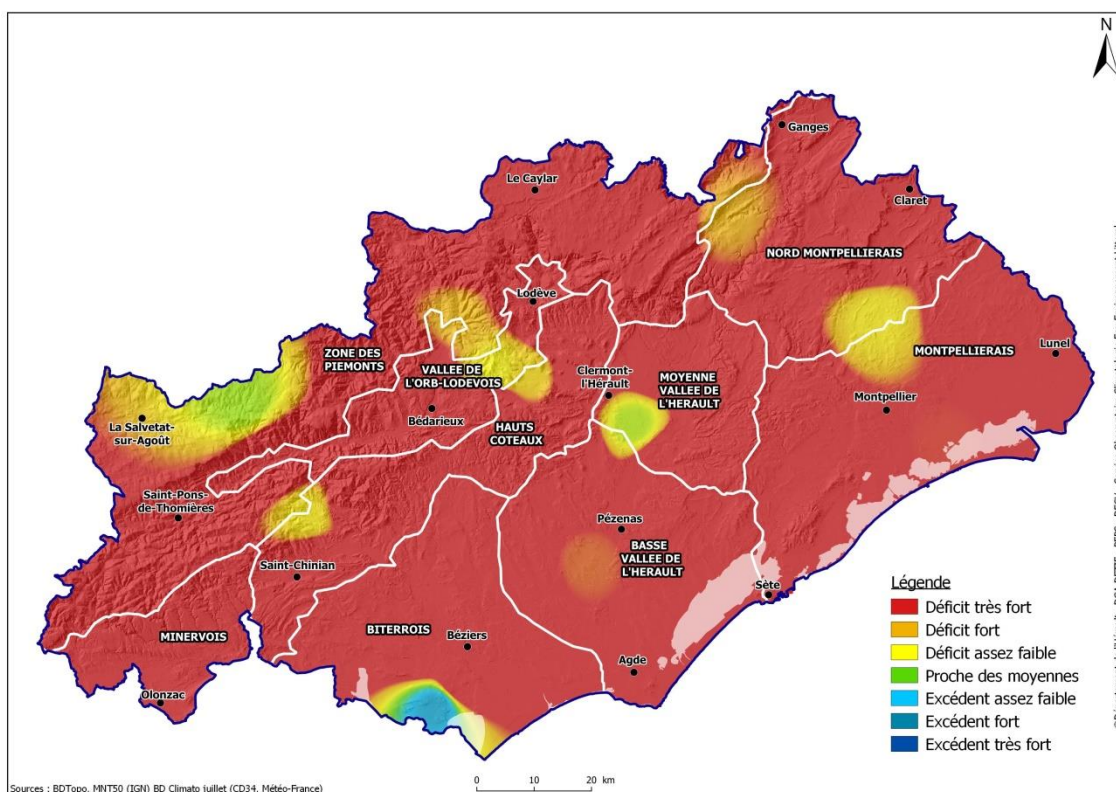 N
Ganges
Le Caylar
Claret
NORD MONTPELLIERAIS
Lodève
ZONE DES
PIEMONTS
VALLEE DE
L'ORB-LODEVOIS
MONTPELLIERAIS
Lunel
Clermont-
l'Hérault
MOYENNE
VALLEE DE
L'HERAULT
Montpellier
La Salvetat-
sur-Agoût
Bédarieux
HAUTS
COTEAUX
Saint-Pons-
de-Thomières
Pézenas
BASSE
VALLEE DE
L'HERAULT
Saint-Chinian
Sète
MINERVOIS
BITERROIS
Béziers
Agde
Olonzac
Légende
Déficit très fort
Déficit fort
Déficit assez faible
Proche des moyennes
Excédent assez faible
Excédent fort
Excédent très fort
0 10 20 km
Sources : BDTopo, MNT50 (IGN) BD Climato juillet (CD34, Météo-France)